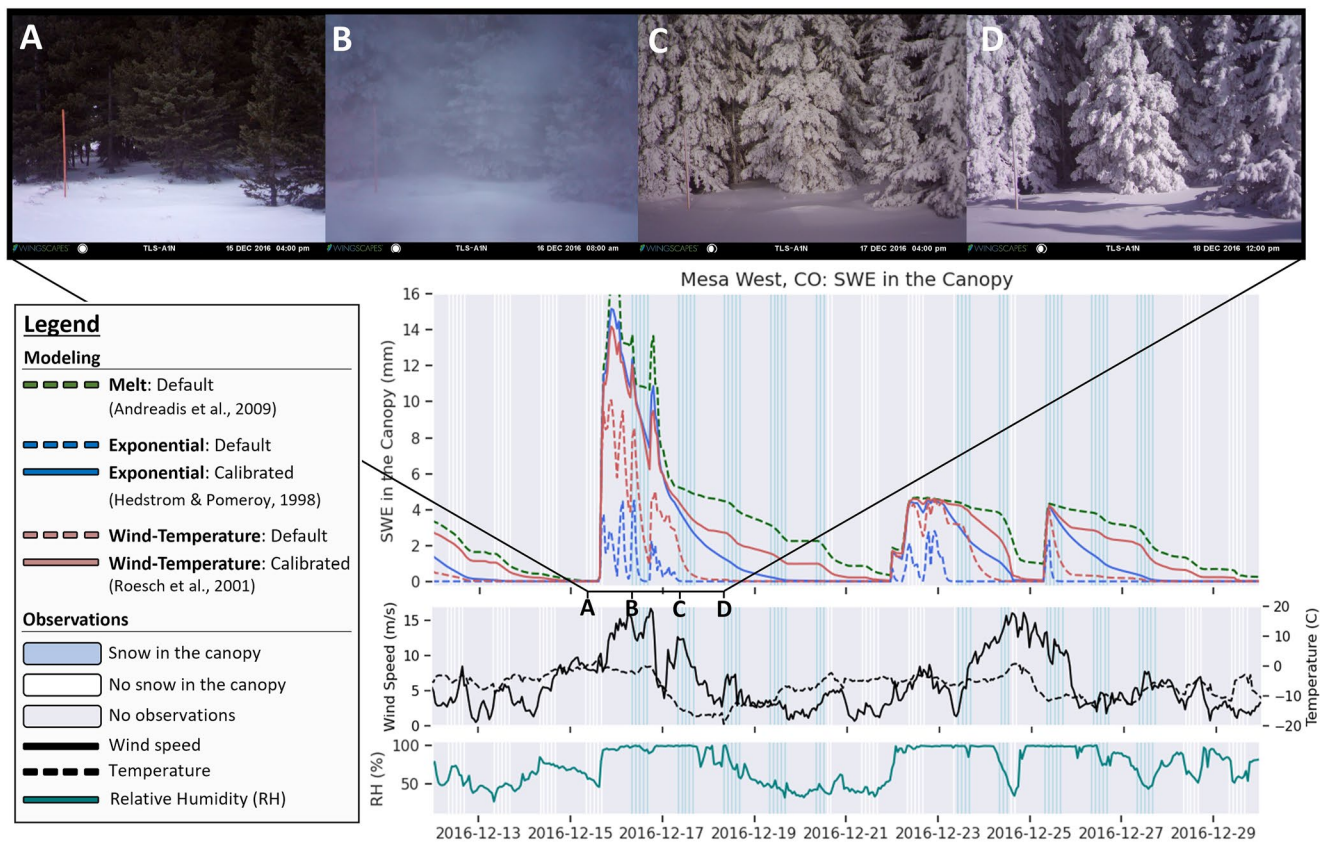 A
B
C
D
WINGSCAPES TLS-A1N 15 DEC 2016 04:00 pm
WINGSCAPES TLS-A1N 16 DEC 2016 08:00 am
WINGSCAPES TLS-A1N 17 DEC 2016 04:00 pm
WINGSCAPES TLS-A1N 18 DEC 2016 12:00 pm
Legend
Modeling
Melt: Default
(Andreadis et al., 2009)
Exponential: Default
Exponential: Calibrated
(Hedstrom & Pomeroy, 1998)
Wind-Temperature: Default
Wind-Temperature: Calibrated
(Roesch et al., 2001)
Observations
Snow in the canopy
No snow in the canopy
No observations
Wind speed
Temperature
Relative Humidity (RH)
Mesa West, CO: SWE in the Canopy
SWE in the Canopy (mm)
16
14
12
10
8
6
4
2
0
A B C D
Wind Speed (m/s)
15
10
5
0
Temperature (C)
20
10
0
−10
−20
RH (%)
100
50
2016-12-13 2016-12-15 2016-12-17 2016-12-19 2016-12-21 2016-12-23 2016-12-25 2016-12-27 2016-12-29